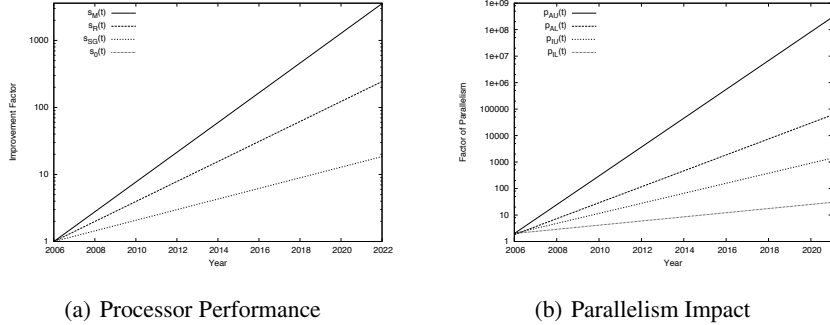 s_M(t)
s_R(t)
s_SG(t)
s_0(t)
1000
100
10
1
Improvement Factor
2006 2008 2010 2012 2014 2016 2018 2020 2022
Year
(a) Processor Performance
p_AU(t)
p_AL(t)
p_IU(t)
p_IL(t)
1e+09
1e+08
1e+07
1e+06
100000
10000
1000
100
10
1
Factor of Parallelism
2006 2008 2010 2012 2014 2016 2018 2020
Year
(b) Parallelism Impact